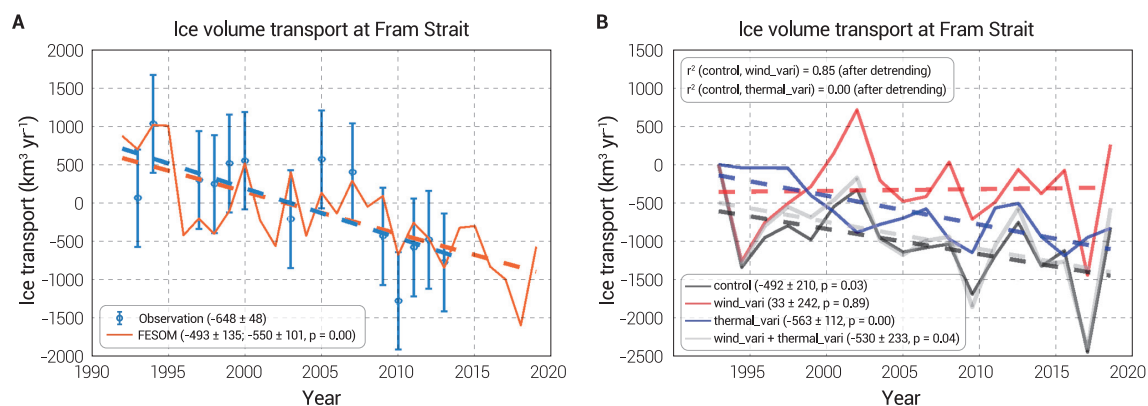 A
Ice volume transport at Fram Strait
Ice transport (km³ yr⁻¹)
2000
1500
1000
500
0
−500
−1000
−1500
−2000
1990
1995
2000
2005
2010
2015
2020
Year
Observation (−648 ± 48)
FESOM (−493 ± 135; −550 ± 101, p = 0.00)
B
Ice volume transport at Fram Strait
Ice transport (km³ yr⁻¹)
1500
1000
500
0
−500
−1000
−1500
−2000
−2500
1995
2000
2005
2010
2015
2020
Year
r² (control, wind_vari) = 0.85 (after detrending)
r² (control, thermal_vari) = 0.00 (after detrending)
control (−492 ± 210, p = 0.03)
wind_vari (33 ± 242, p = 0.89)
thermal_vari (−563 ± 112, p = 0.00)
wind_vari + thermal_vari (−530 ± 233, p = 0.04)